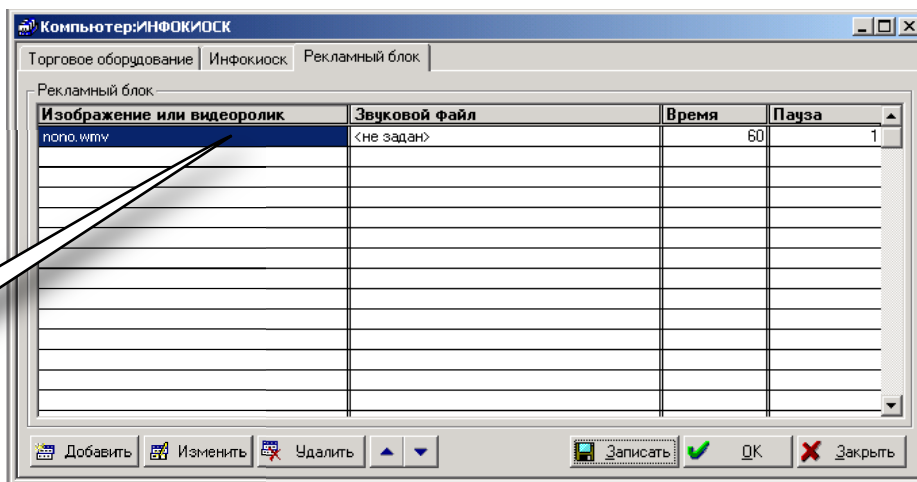 Компьютер:ИНФОКИОСК
Торговое оборудование Инфокиоск Рекламный блок
Рекламный блок
Изображение или видеоролик Звуковой файл Время Пауза
nono.wmv <не задан> 60 1
Добавить Изменить Удалить Записать OK Закрыть